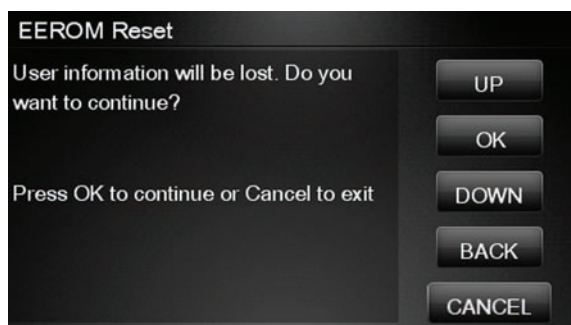 EEROM Reset
User information will be lost. Do you
want to continue?
Press OK to continue or Cancel to exit
UP
OK
DOWN
BACK
CANCEL